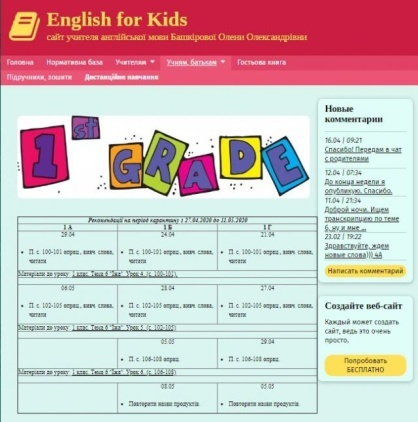 English for Kids
сайт учителя англійської мови Башкірової Олени Олександрівни
Головна Нормативна база Учителям Учням, батькам Гостьова книга
Підручники, зошити Дистанційне навчання
1st GRADE
Рекомендації на період карантину з 27.04.2020 до 11.05.2020
1 А 1 Б 1 Г
29.04 24.04 21.04
П. с. 100-101 опрац., вивч. слова, читати
П. с. 100-101 опрац., вивч. слова, читати
П. с. 100-101 опрац., вивч. слова, читати
Матеріали до уроку: 1 клас. Тема 6 "Їжа". Урок 4. (с. 100-101).
06.05 28.04 27.04
П. с. 102-105 опрац., вивч. слова, читати
П. с. 102-105 опрац., вивч. слова, читати
П. с. 102-105 опрац., вивч. слова, читати
Матеріали до уроку: 1 клас. Тема 6 "Їжа". Урок 5. (с. 102-105)
05.05 29.04
П. с. 106-108 опрац.
П. с. 106-108 опрац.
Матеріали до уроку: 1 клас. Тема 6 "Їжа". Урок 6. (с. 106-108)
08.05 05.05
Повторити назви продуктів.
Повторити назви продуктів.
Новые
комментарии
16.04 / 09:21
Спасибо! Передам в чат
с родителями
12.04 / 07:34
До конца недели я
опубликую. Спасибо.
11.04 / 21:34
Доброй ночи. Ищем
транскрипцию по теме
6, ну и мне ...
23.02 / 19:22
Здравствуйте, ждем
новые слова))) 4А
Написать комментарий
Создайте веб-сайт
Каждый может создать
сайт, ведь это очень
просто.
Попробовать
БЕСПЛАТНО